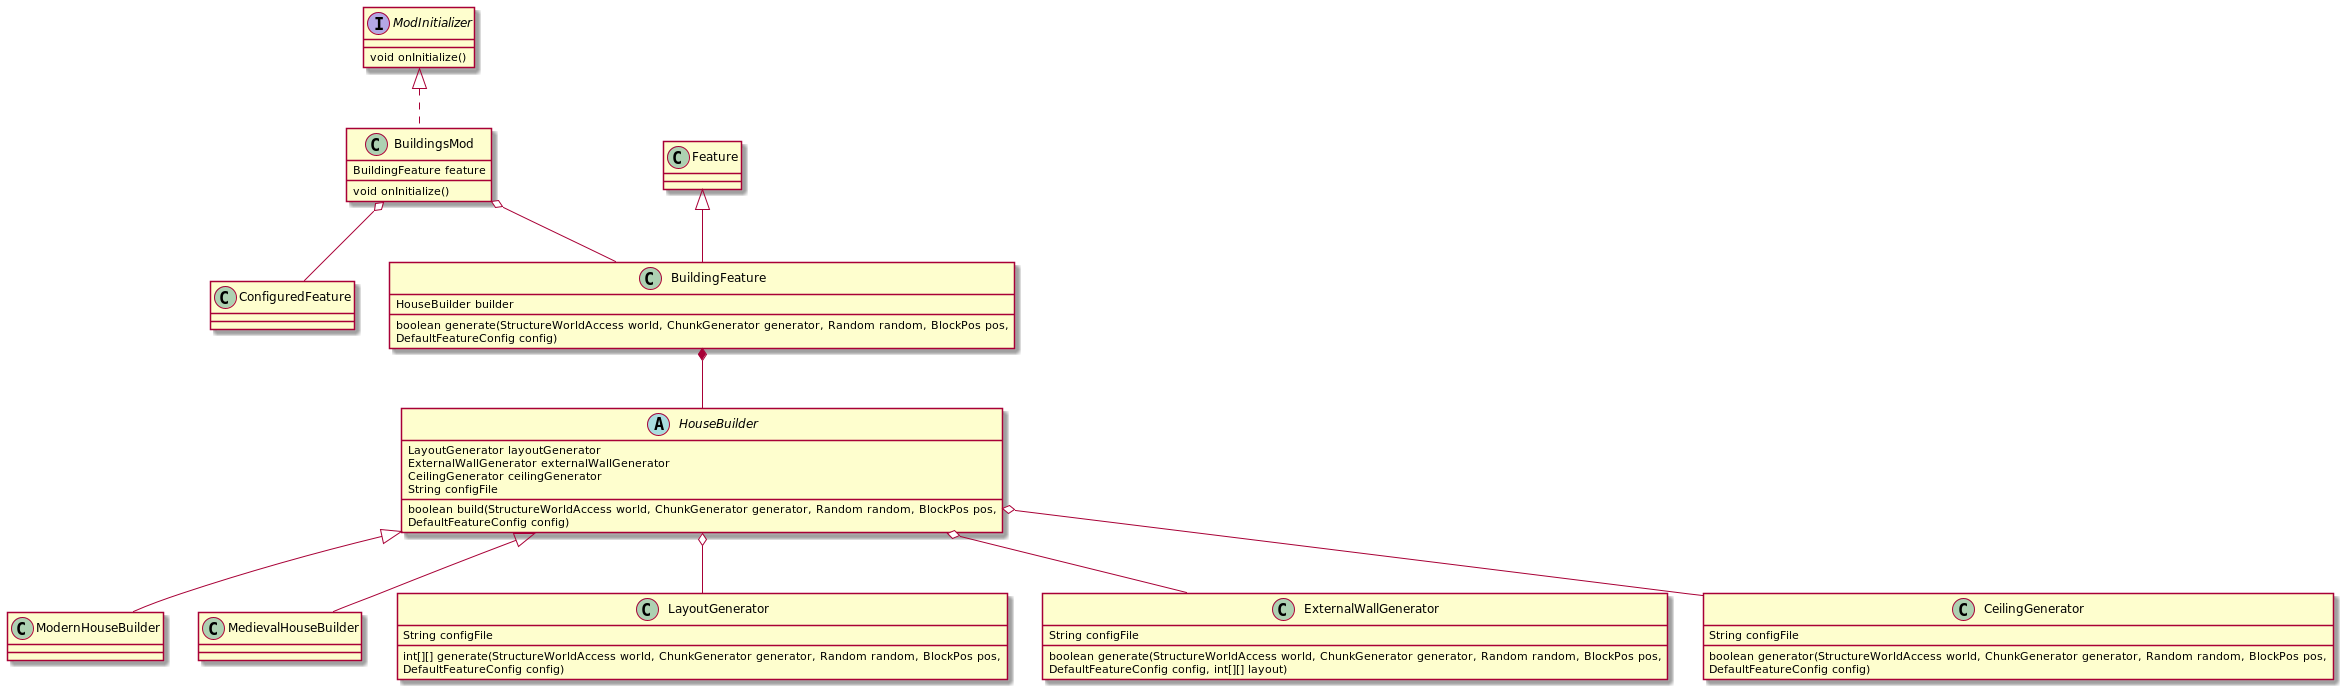 I ModInitializer
void onInitialize()
C BuildingsMod
BuildingFeature feature
void onInitialize()
C Feature
C ConfiguredFeature
C BuildingFeature
HouseBuilder builder
boolean generate(StructureWorldAccess world, ChunkGenerator generator, Random random, BlockPos pos,
DefaultFeatureConfig config)
A HouseBuilder
LayoutGenerator layoutGenerator
ExternalWallGenerator externalWallGenerator
CeilingGenerator ceilingGenerator
String configFile
boolean build(StructureWorldAccess world, ChunkGenerator generator, Random random, BlockPos pos,
DefaultFeatureConfig config)
C ModernHouseBuilder
C MedievalHouseBuilder
C LayoutGenerator
String configFile
int[][] generate(StructureWorldAccess world, ChunkGenerator generator, Random random, BlockPos pos,
DefaultFeatureConfig config)
C ExternalWallGenerator
String configFile
boolean generate(StructureWorldAccess world, ChunkGenerator generator, Random random, BlockPos pos,
DefaultFeatureConfig config, int[][] layout)
C CeilingGenerator
String configFile
boolean generator(StructureWorldAccess world, ChunkGenerator generator, Random random, BlockPos pos,
DefaultFeatureConfig config)